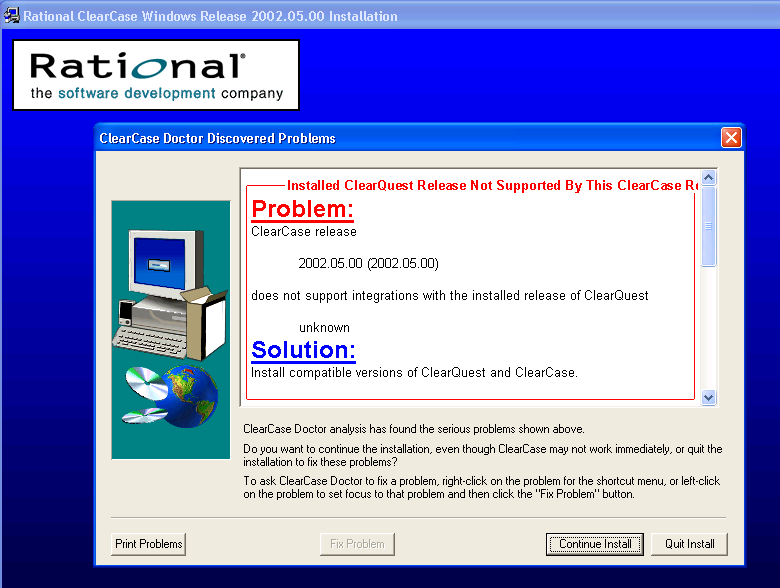 Rational ClearCase Windows Release 2002.05.00 Installation
Rational®
the software development company
ClearCase Doctor Discovered Problems
Installed ClearQuest Release Not Supported By This ClearCase
Problem:
ClearCase release
2002.05.00 (2002.05.00)
does not support integrations with the installed release of ClearQuest
unknown
Solution:
Install compatible versions of ClearQuest and ClearCase.
ClearCase Doctor analysis has found the serious problems shown above.
Do you want to continue the installation, even though ClearCase may not work immediately, or quit the
installation to fix these problems?
To ask ClearCase Doctor to fix a problem, right-click on the problem for the shortcut menu, or left-click
on the problem to set focus to that problem and then click the "Fix Problem" button.
Print Problems
Fix Problem
Continue Install
Quit Install